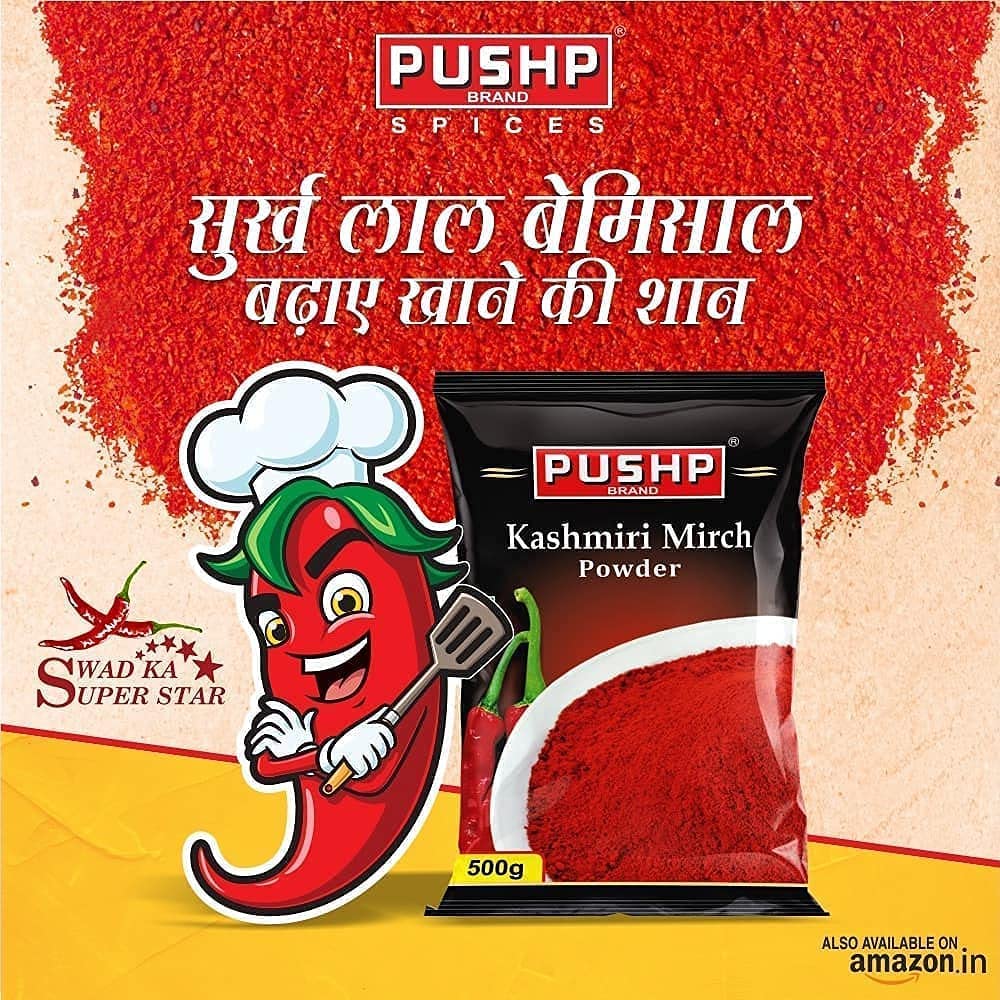 PUSHP®
BRAND
SPICES
सुर्ख लाल बेमिसाल
बढ़ाए खाने की शान
PUSHP®
BRAND
Kashmiri Mirch
Powder
SWAD KA
SUPER STAR
500g
ALSO AVAILABLE ON
amazon.in